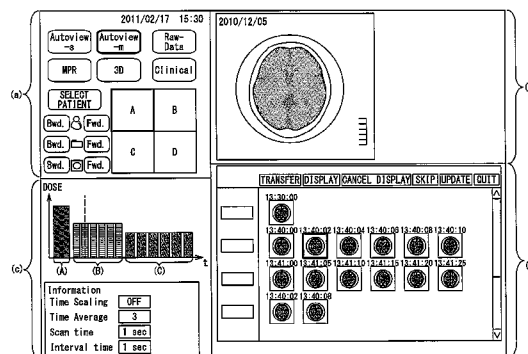 2011/02/17 15:30
2010/12/05
Autoview -s
Autoview -m
Raw- Data
MPR
3D
Clinical
SELECT PATIENT
Bwd.
Fwd.
Bwd.
Fwd.
Bwd.
Fwd.
A
B
C
D
(a)
(c)
DOSE
(A)
(B)
(C)
t
Information
Time Scaling OFF
Time Average 3
Scan time 1 sec
Interval time 1 sec
TRANSFER DISPLAY CANCEL DISPLAY SKIP UPDATE QUIT
13:30:00
13:40:00 13:40:02 13:40:04 13:40:06 13:40:08 13:40:10
13:41:00 13:41:05 13:41:10 13:41:15 13:41:20 13:41:25
13:40:02 13:40:08